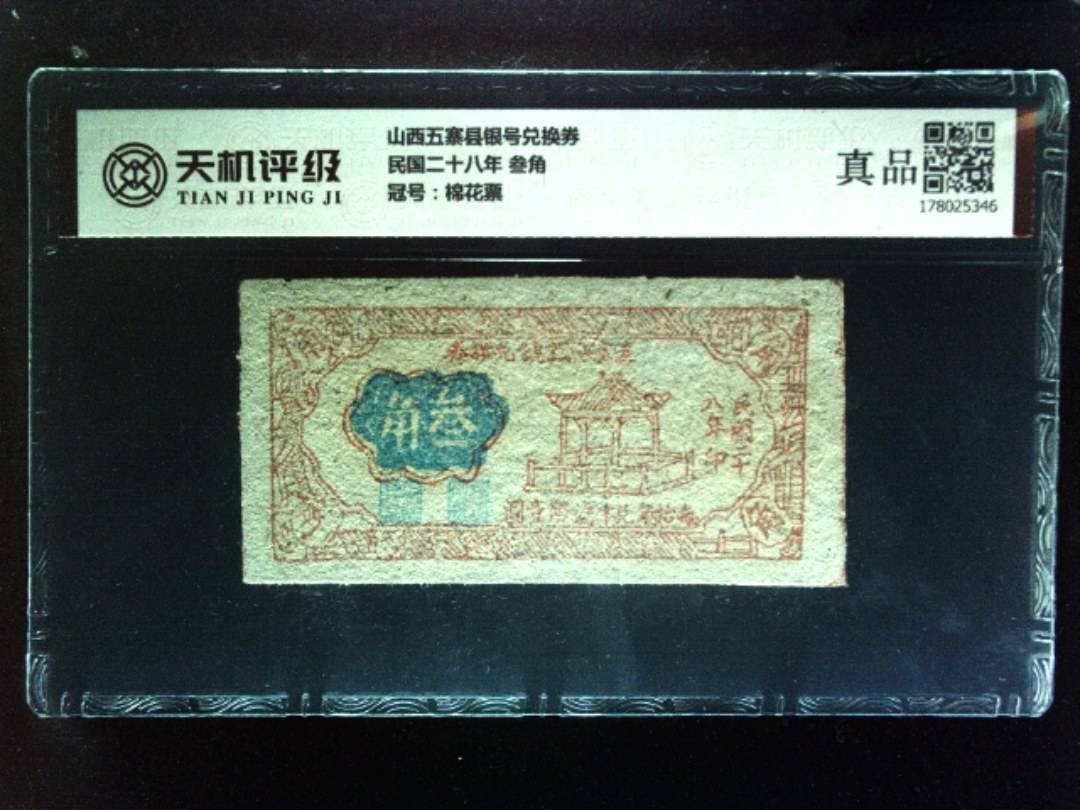 天机评级
TIAN JI PING JI
山西五寨县银号兑换券
民国二十八年 叁角
冠号：棉花票
真品
178025346
叁角
民國二十
八年印